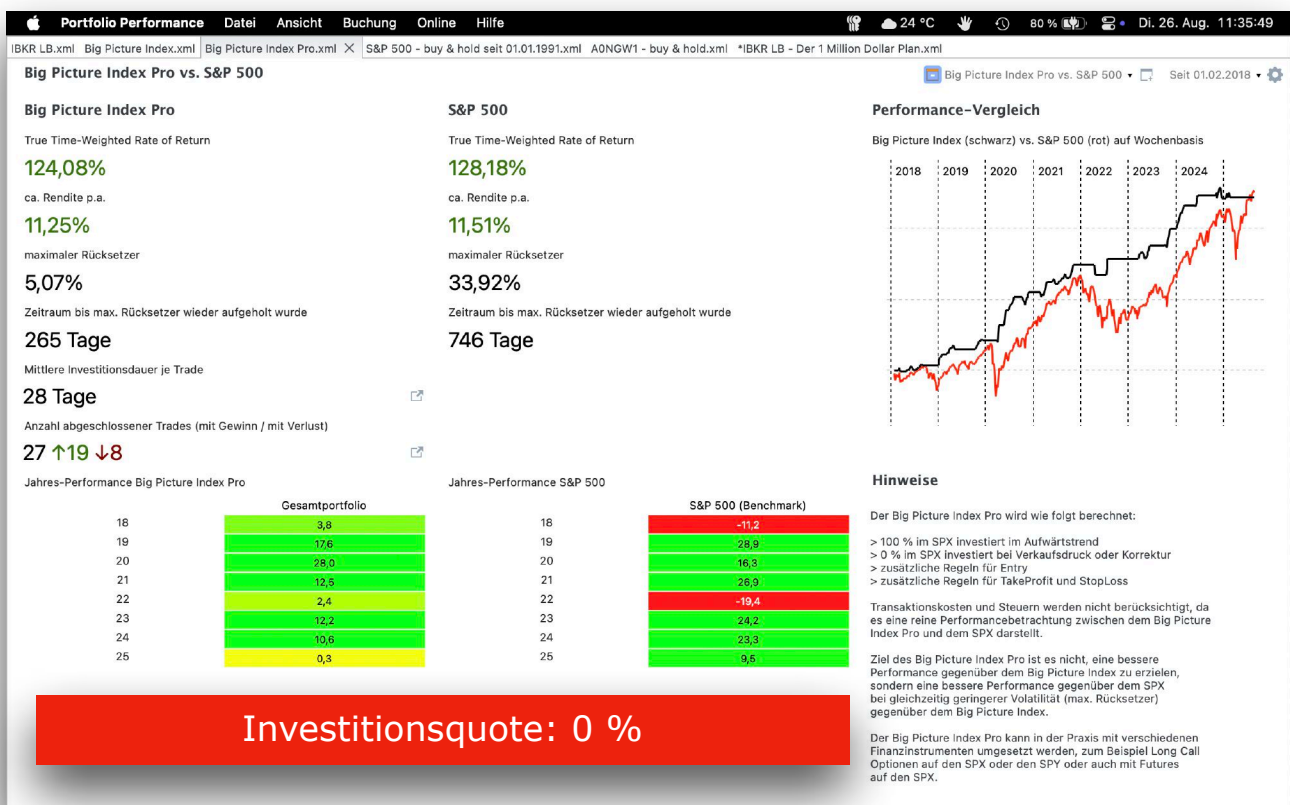 Portfolio Performance Datei Ansicht Buchung Online Hilfe 24 °C 80 % Di. 26. Aug. 11:35:49
IBKR LB.xml Big Picture Index.xml Big Picture Index Pro.xml S&P 500 - buy & hold seit 01.01.1991.xml A0NGW1 - buy & hold.xml *IBKR LB - Der 1 Million Dollar Plan.xml
Big Picture Index Pro vs. S&P 500
Big Picture Index Pro vs. S&P 500 Seit 01.02.2018
Big Picture Index Pro
True Time-Weighted Rate of Return
124,08%
ca. Rendite p.a.
11,25%
maximaler Rücksetzer
5,07%
Zeitraum bis max. Rücksetzer wieder aufgeholt wurde
265 Tage
Mittlere Investitionsdauer je Trade
28 Tage
Anzahl abgeschlossener Trades (mit Gewinn / mit Verlust)
27 ↑19 ↓8
Jahres-Performance Big Picture Index Pro
Gesamtportfolio
18 3,8
19 17,6
20 28,0
21 12,5
22 2,4
23 12,2
24 10,6
25 0,3
S&P 500
True Time-Weighted Rate of Return
128,18%
ca. Rendite p.a.
11,51%
maximaler Rücksetzer
33,92%
Zeitraum bis max. Rücksetzer wieder aufgeholt wurde
746 Tage
Jahres-Performance S&P 500
S&P 500 (Benchmark)
18 -11,2
19 28,9
20 16,3
21 26,9
22 -19,4
23 24,2
24 23,3
25 9,5
Investitionsquote: 0 %
Performance-Vergleich
Big Picture Index (schwarz) vs. S&P 500 (rot) auf Wochenbasis
2018 2019 2020 2021 2022 2023 2024
Hinweise
Der Big Picture Index Pro wird wie folgt berechnet:
> 100 % im SPX investiert im Aufwärtstrend
> 0 % im SPX investiert bei Verkaufsdruck oder Korrektur
> zusätzliche Regeln für Entry
> zusätzliche Regeln für TakeProfit und StopLoss
Transaktionskosten und Steuern werden nicht berücksichtigt, da
es eine reine Performancebetrachtung zwischen dem Big Picture
Index Pro und dem SPX darstellt.
Ziel des Big Picture Index Pro ist es nicht, eine bessere
Performance gegenüber dem Big Picture Index zu erzielen,
sondern eine bessere Performance gegenüber dem SPX
bei gleichzeitig geringerer Volatilität (max. Rücksetzer)
gegenüber dem Big Picture Index.
Der Big Picture Index Pro kann in der Praxis mit verschiedenen
Finanzinstrumenten umgesetzt werden, zum Beispiel Long Call
Optionen auf den SPX oder den SPY oder auch mit Futures
auf den SPX.